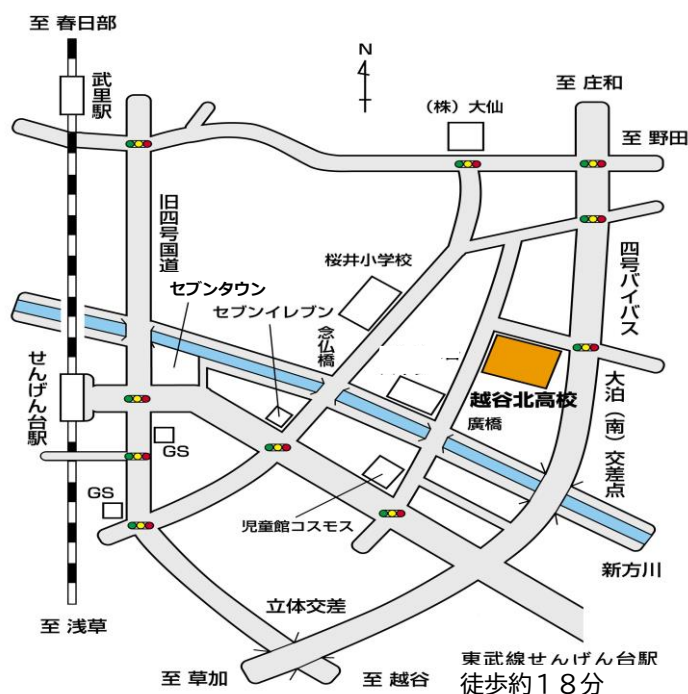 至 春日部
武里駅
N
至 庄和
(株) 大仙
至 野田
旧四号国道
桜井小学校
四号バイパス
セブンタウン
セブンイレブン
念仏橋
せんげん台駅
越谷北高校
大泊(南)交差点
廣橋
GS
GS
児童館コスモス
新方川
立体交差
至 浅草
至 草加
至 越谷
東武線せんげん台駅
徒歩約18分